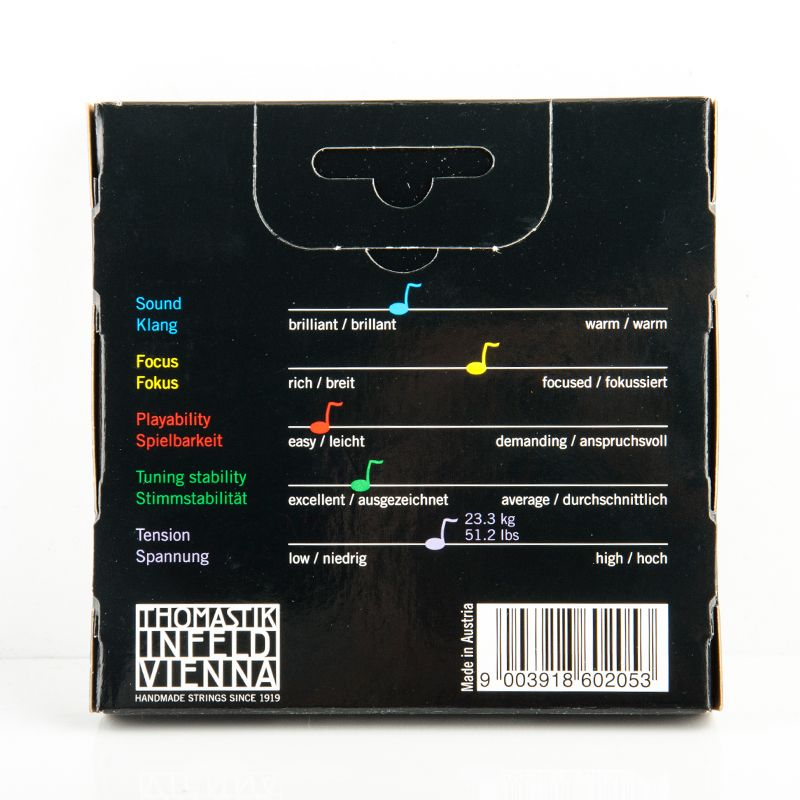 Sound
Klang
brilliant / brillant warm / warm
Focus
Fokus
rich / breit focused / fokussiert
Playability
Spielbarkeit
easy / leicht demanding / anspruchsvoll
Tuning stability
Stimmstabilität
excellent / ausgezeichnet average / durchschnittlich
Tension
Spannung
23.3 kg
51.2 lbs
low / niedrig high / hoch
THOMASTIK
INFELD
VIENNA
HANDMADE STRINGS SINCE 1919
Made in Austria
9 003918 602053